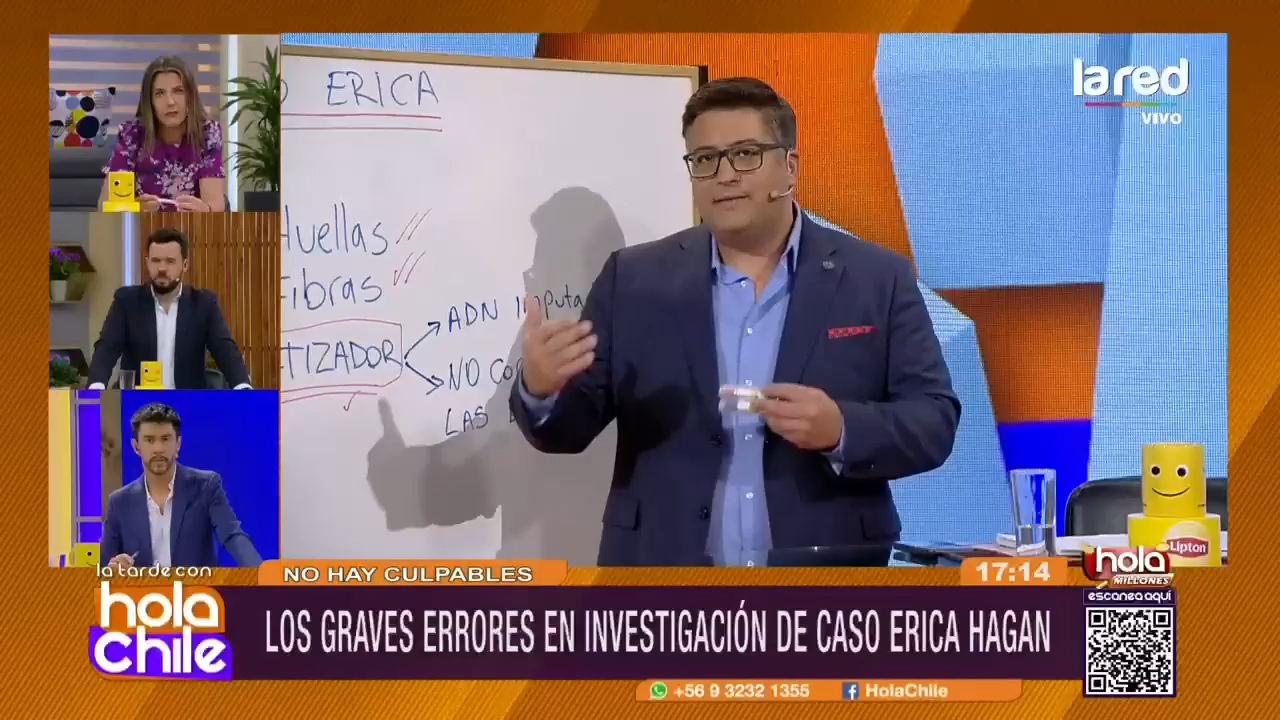 ERICA
Huellas
Fibras
TIZADOR
ADN imputa
NO CO
LAS
la red
VIVO
Lipton
la tarde con
hola
Chile
NO HAY CULPABLES
17:14
LOS GRAVES ERRORES EN INVESTIGACIÓN DE CASO ERICA HAGAN
hola
MILLONES
escanea aquí
+56 9 3232 1355
HolaChile